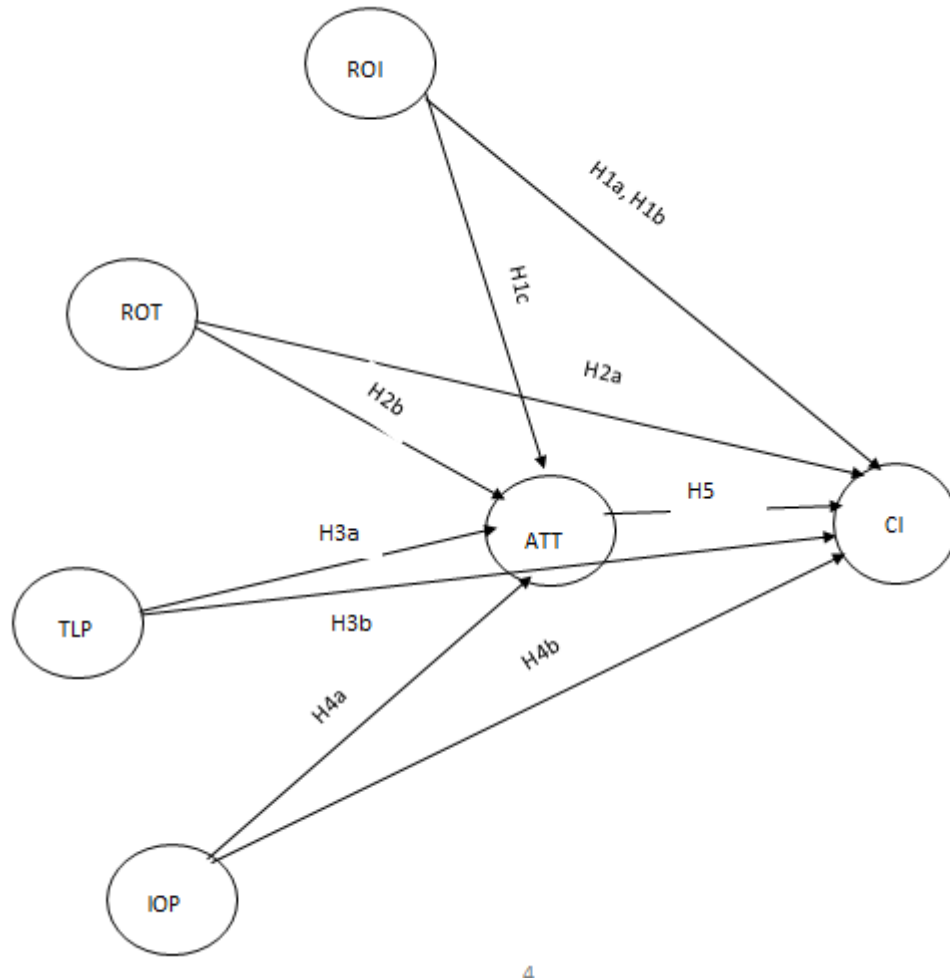 ROI
H1a, H1b
H1c
ROT
H2a
H2b
H5
H3a
ATT
CI
TLP
H3b
H4b
H4a
IOP
4